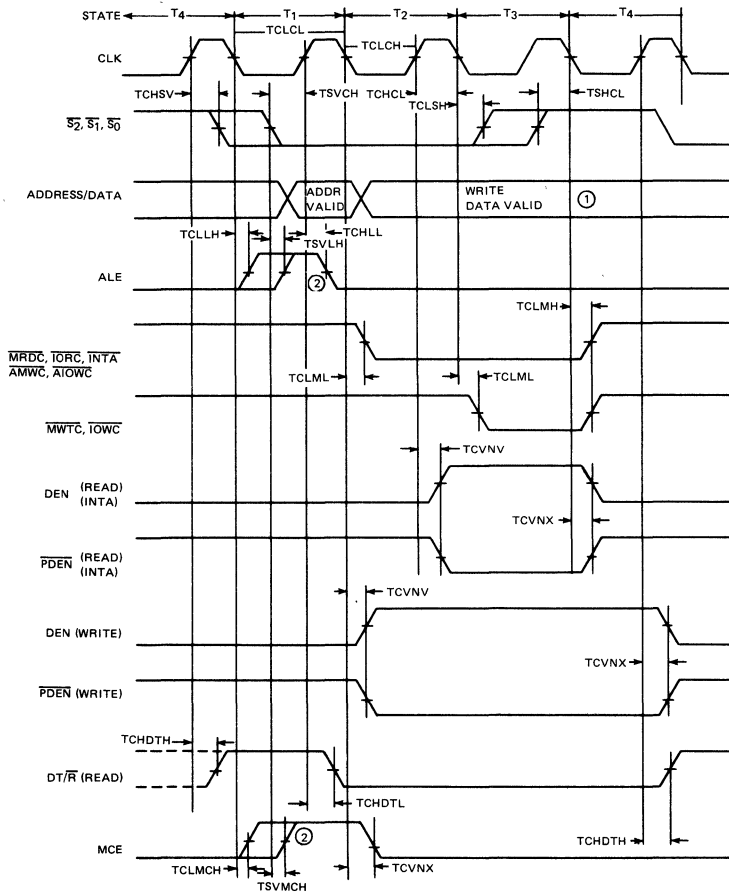 STATE T4 T1 T2 T3 T4
TCLCL
TCLCH
CLK
TCHSV TSVCH TCHCL TCLSH TSHCL
S2, S1, S0
ADDRESS/DATA ADDR VALID WRITE DATA VALID 1
TCLLH TCHLL
TSVLH
ALE 2
TCLMH
MRDC, IORC, INTA
AMWC, AIOWC
TCLML TCLML
MWTC, IOWC
TCVNV
DEN (READ)
(INTA)
TCVNX
PDEN (READ)
(INTA)
TCVNV
DEN (WRITE)
TCVNX
PDEN (WRITE)
TCHDTH
DT/R (READ)
TCHDTL
TCHDTH
MCE 2
TCLMCH TCVNX
TSVMCH